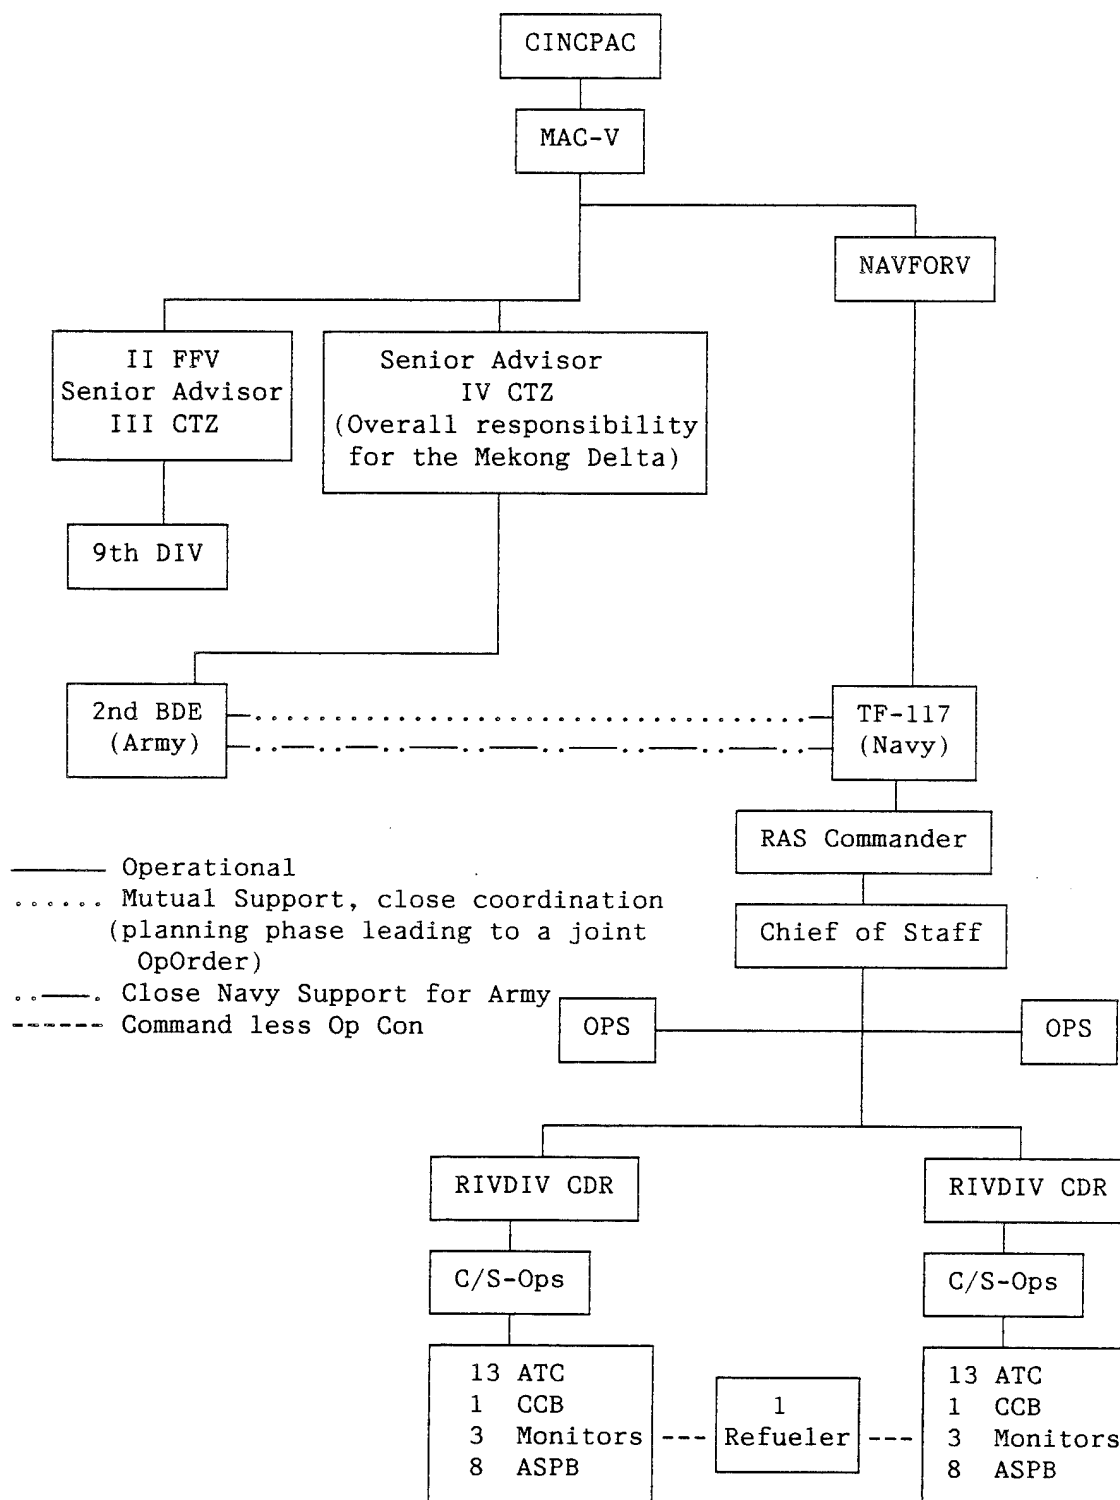 CINCPAC
MAC-V
NAVFORV
II FFV
Senior Advisor
III CTZ
Senior Advisor
IV CTZ
(Overall responsibility
for the Mekong Delta)
9th DIV
2nd BDE
(Army)
TF-117
(Navy)
RAS Commander
Operational
Mutual Support, close coordination
(planning phase leading to a joint
OpOrder)
Close Navy Support for Army
Command less Op Con
Chief of Staff
OPS
OPS
RIVDIV CDR
RIVDIV CDR
C/S-Ops
C/S-Ops
13 ATC
1 CCB
3 Monitors
8 ASPB
1
Refueler
13 ATC
1 CCB
3 Monitors
8 ASPB